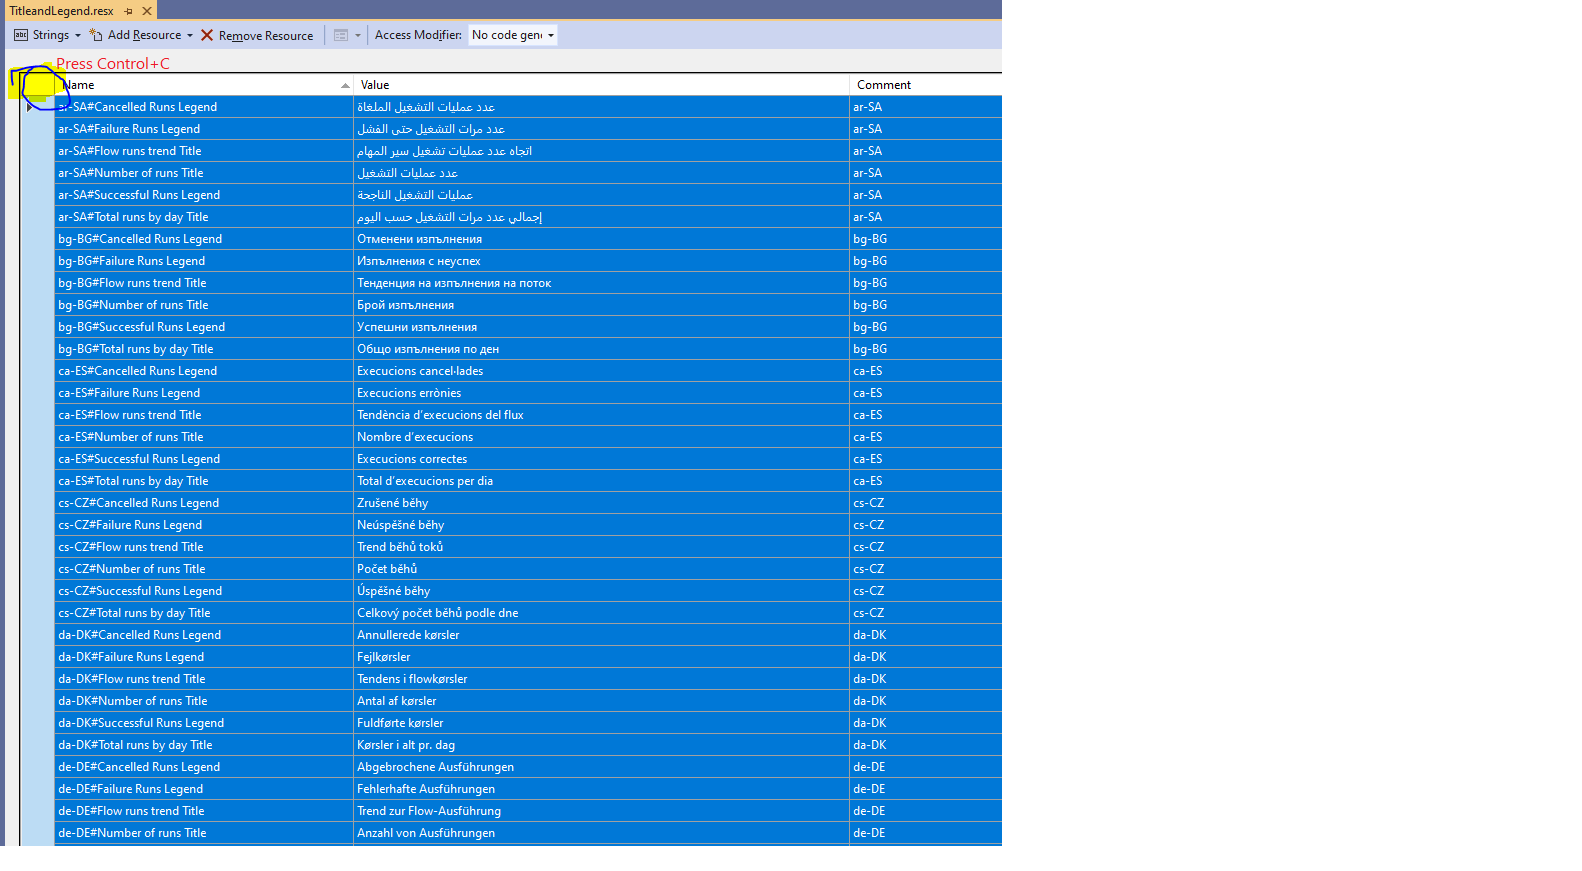 TitleandLegend.resx
abc Strings Add Resource Remove Resource Access Modifier: No code gen
Press Control+C
Name Value Comment
ar-SA#Cancelled Runs Legend عدد عمليات التشغيل الملغاة ar-SA
ar-SA#Failure Runs Legend عدد مرات التشغيل حتى الفشل ar-SA
ar-SA#Flow runs trend Title اتجاه عدد عمليات تشغيل سير المهام ar-SA
ar-SA#Number of runs Title عدد عمليات التشغيل ar-SA
ar-SA#Successful Runs Legend عمليات التشغيل الناجحة ar-SA
ar-SA#Total runs by day Title إجمالي عدد مرات التشغيل حسب اليوم ar-SA
bg-BG#Cancelled Runs Legend Отменени изпълнения bg-BG
bg-BG#Failure Runs Legend Изпълнения с неуспех bg-BG
bg-BG#Flow runs trend Title Тенденция на изпълнения на поток bg-BG
bg-BG#Number of runs Title Брой изпълнения bg-BG
bg-BG#Successful Runs Legend Успешни изпълнения bg-BG
bg-BG#Total runs by day Title Общо изпълнения по ден bg-BG
ca-ES#Cancelled Runs Legend Execucions cancel·lades ca-ES
ca-ES#Failure Runs Legend Execucions errònies ca-ES
ca-ES#Flow runs trend Title Tendència d’execucions del flux ca-ES
ca-ES#Number of runs Title Nombre d’execucions ca-ES
ca-ES#Successful Runs Legend Execucions correctes ca-ES
ca-ES#Total runs by day Title Total d’execucions per dia ca-ES
cs-CZ#Cancelled Runs Legend Zrušené běhy cs-CZ
cs-CZ#Failure Runs Legend Neúspěšné běhy cs-CZ
cs-CZ#Flow runs trend Title Trend běhů toků cs-CZ
cs-CZ#Number of runs Title Počet běhů cs-CZ
cs-CZ#Successful Runs Legend Úspěšné běhy cs-CZ
cs-CZ#Total runs by day Title Celkový počet běhů podle dne cs-CZ
da-DK#Cancelled Runs Legend Annullerede kørsler da-DK
da-DK#Failure Runs Legend Fejlkørsler da-DK
da-DK#Flow runs trend Title Tendens i flowkørsler da-DK
da-DK#Number of runs Title Antal af kørsler da-DK
da-DK#Successful Runs Legend Fuldførte kørsler da-DK
da-DK#Total runs by day Title Kørsler i alt pr. dag da-DK
de-DE#Cancelled Runs Legend Abgebrochene Ausführungen de-DE
de-DE#Failure Runs Legend Fehlerhafte Ausführungen de-DE
de-DE#Flow runs trend Title Trend zur Flow-Ausführung de-DE
de-DE#Number of runs Title Anzahl von Ausführungen de-DE